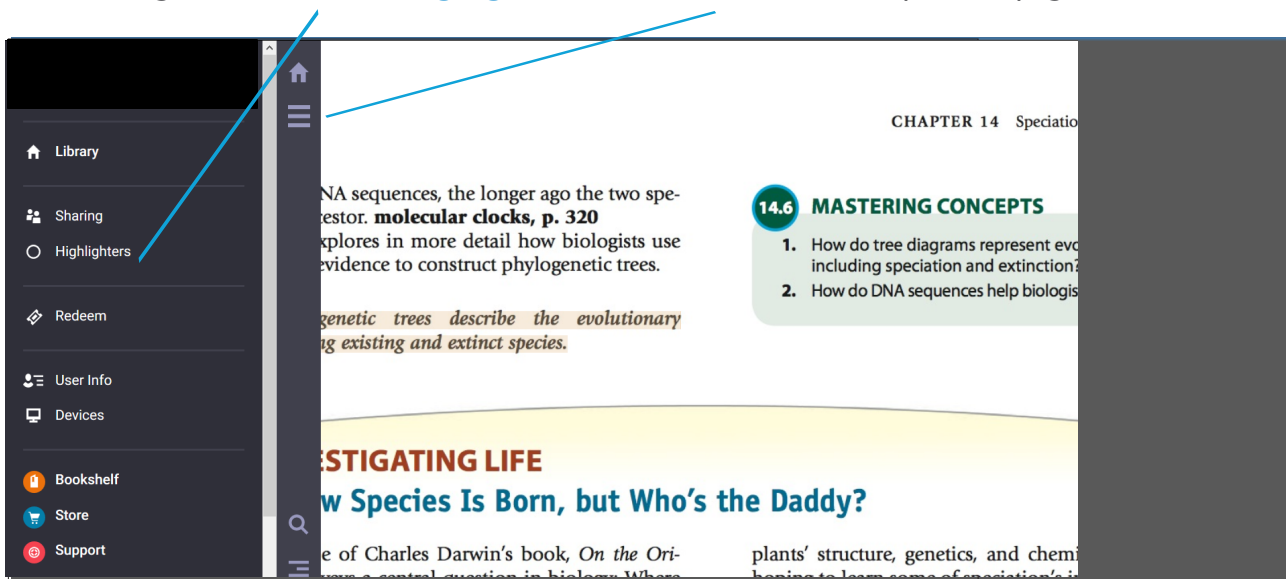 Library
Sharing
Highlighters
Redeem
User Info
Devices
Bookshelf
Store
Support
CHAPTER 14 Speciatio
NA sequences, the longer ago the two spe-
estor. molecular clocks, p. 320
xplores in more detail how biologists use
evidence to construct phylogenetic trees.
genetic trees describe the evolutionary
ng existing and extinct species.
14.6 MASTERING CONCEPTS
1. How do tree diagrams represent evo
including speciation and extinction?
2. How do DNA sequences help biologis
STIGATING LIFE
w Species Is Born, but Who's the Daddy?
e of Charles Darwin's book, On the Ori-
plants' structure, genetics, and chemi